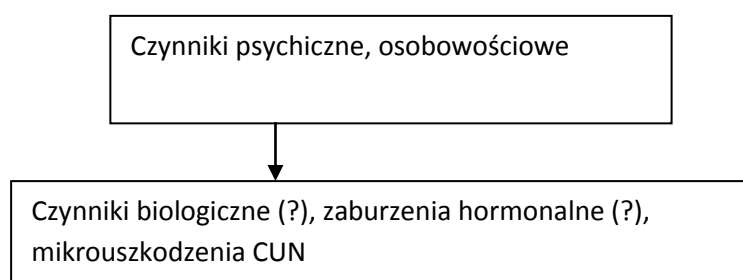 Czynniki psychiczne, osobowościowe
Czynniki biologiczne (?), zaburzenia hormonalne (?),
mikrouszkodzenia CUN